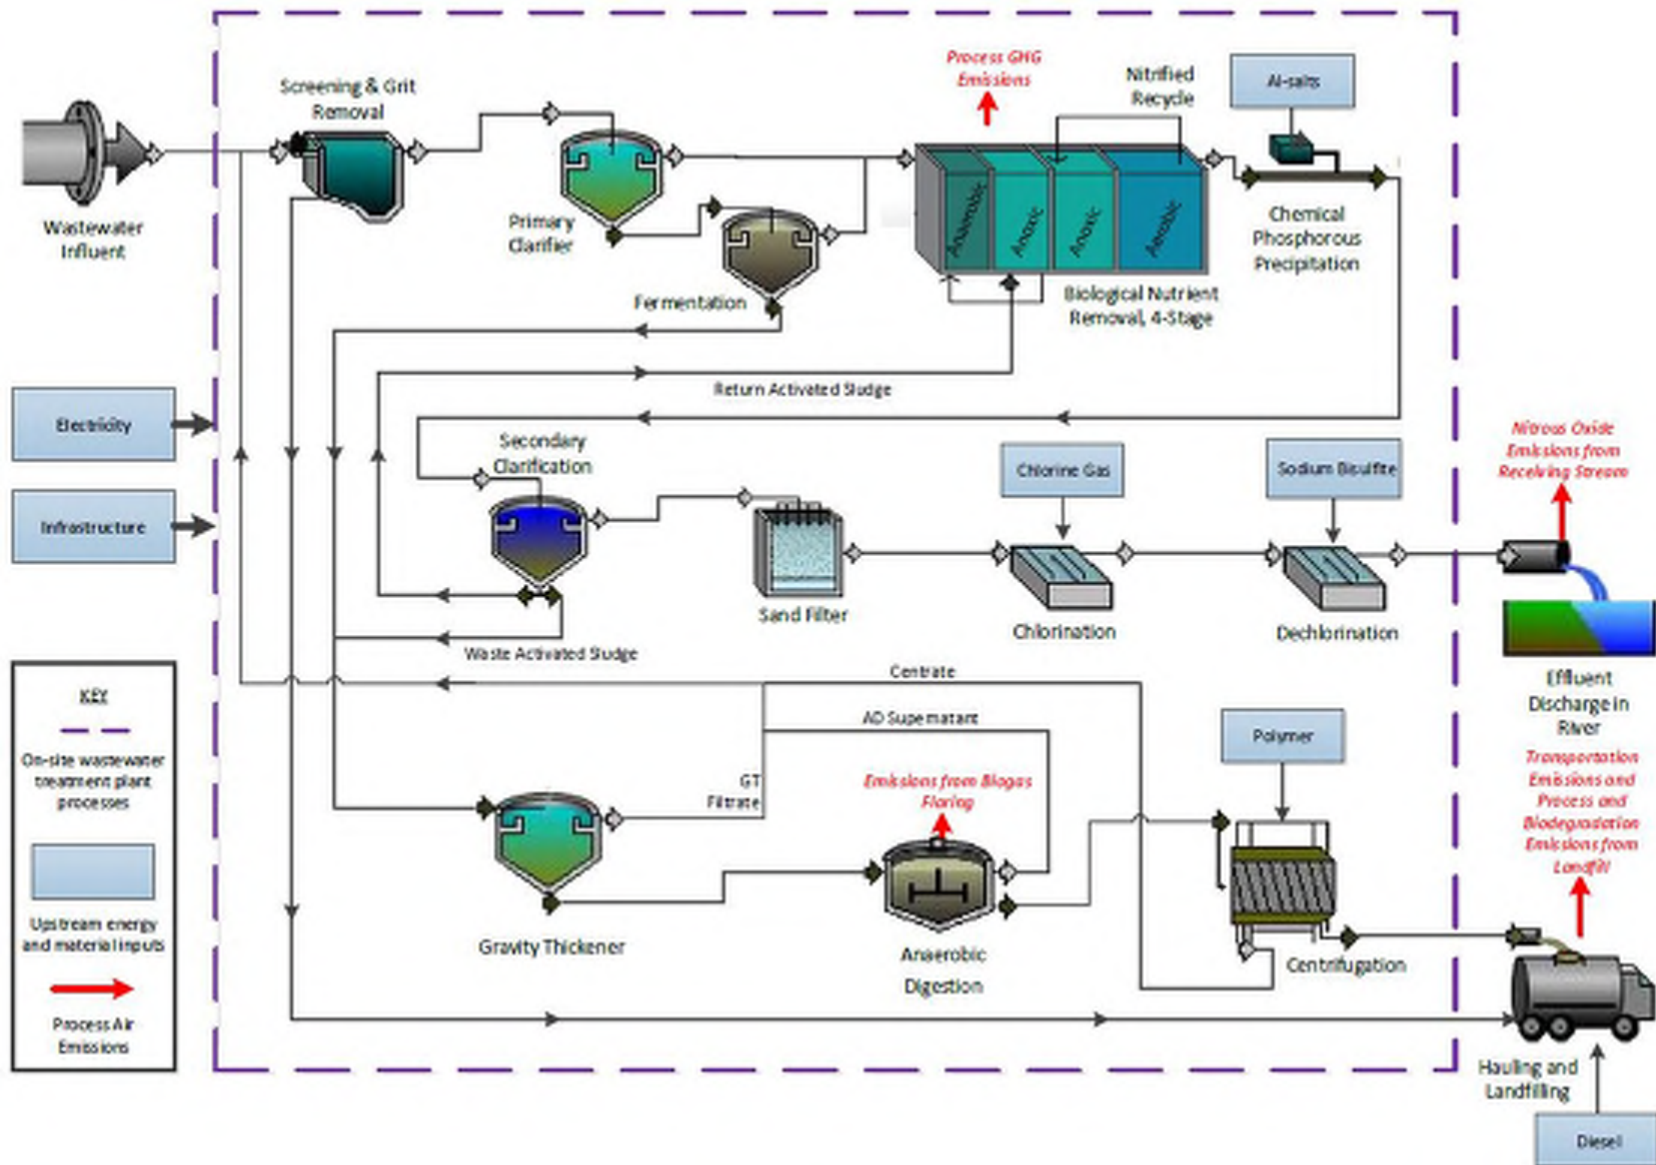 Process GHG
Emissions
Screening & Grit
Removal
Nitrified
Recycle
Al-salts
Wastewater
Influent
Primary
Clarifier
Fermentation
Anaerobic
Anoxic
Anoxic
Aerobic
Biological Nutrient
Removal, 4-Stage
Chemical
Phosphorous
Precipitation
Return Activated Sludge
Electricity
Infrastructure
Secondary
Clarification
Chlorine Gas
Sodium Bisulfite
Nitrous Oxide
Emissions from
Receiving Stream
Sand Filter
Chlorination
Dechlorination
Waste Activated Sludge
Centrate
AD Supernatant
Effluent
Discharge in
River
KEY
On-site wastewater
treatment plant
processes
Upstream energy
and material inputs
Process Air
Emissions
GT
Filtrate
Emissions from Biogas
Flaring
Polymer
Transportation
Emissions and
Process and
Biodegradation
Emissions from
Landfill
Gravity Thickener
Anaerobic
Digestion
Centrifugation
Hauling and
Landfilling
Diesel